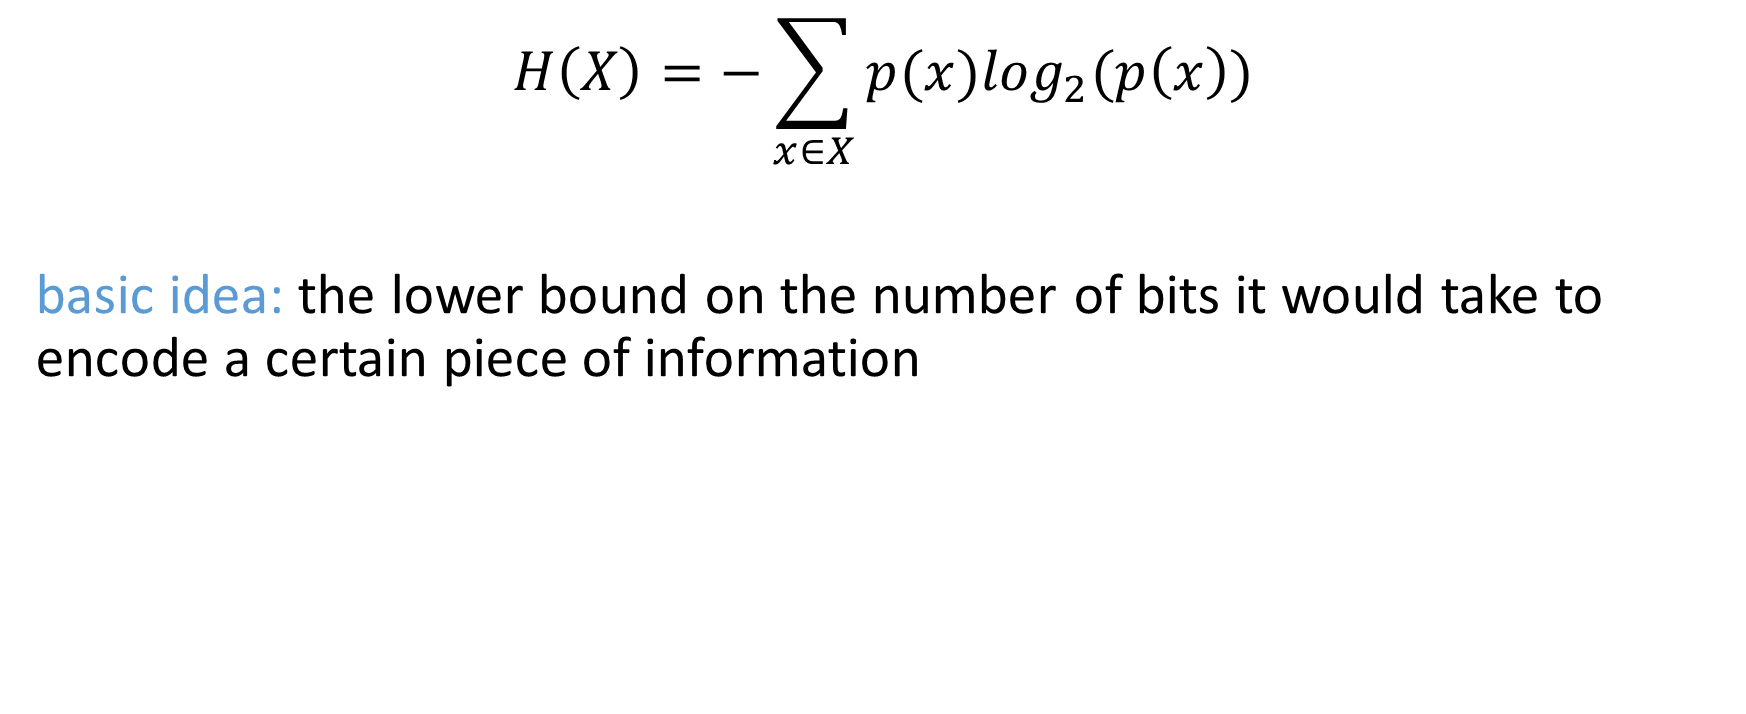 H(X) = − ∑ p(x)log₂(p(x))
x∈X
basic idea: the lower bound on the number of bits it would take to
encode a certain piece of information